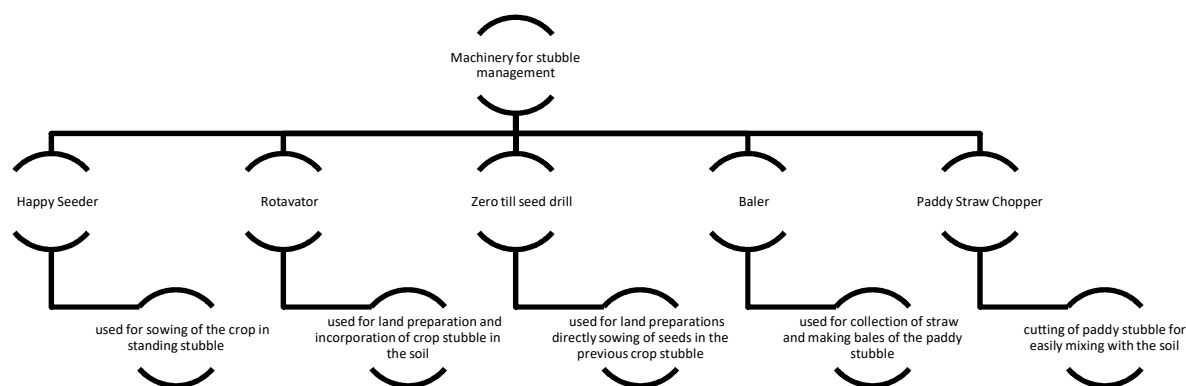 Machinery for stubble
management
Happy Seeder
Rotavator
Zero till seed drill
Baler
Paddy Straw Chopper
used for sowing of the crop in
standing stubble
used for land preparation and
incorporation of crop stubble in
the soil
used for land preparations
directly sowing of seeds in the
previous crop stubble
used for collection of straw
and making bales of the paddy
stubble
cutting of paddy stubble for
easily mixing with the soil